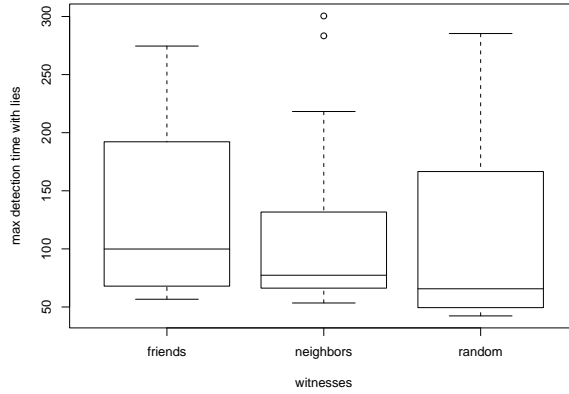 max detection time with lies
300
250
200
150
100
50
friends neighbors random
witnesses